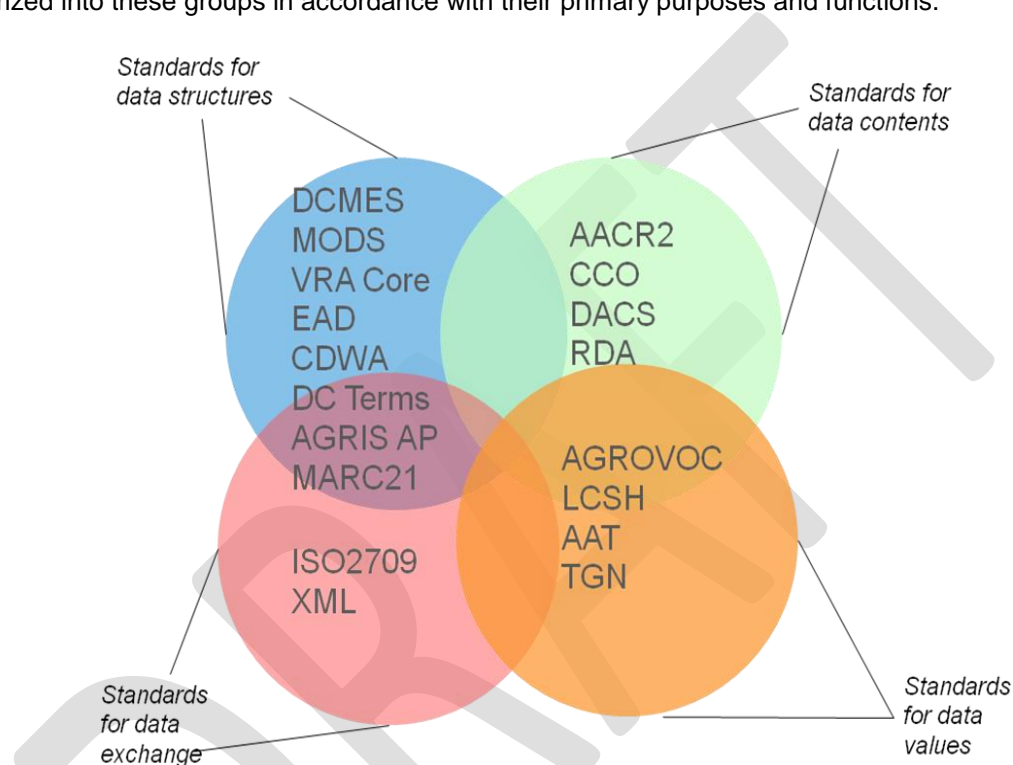 rized into these groups in accordance with their primary purposes and functions.
Standards for
data structures
Standards for
data contents
DCMES
MODS
VRA Core
EAD
CDWA
DC Terms
AGRIS AP
MARC21
AACR2
CCO
DACS
RDA
AGROVOC
LCSH
AAT
TGN
ISO2709
XML
Standards
for data
exchange
Standards
for data
values
DRAFT